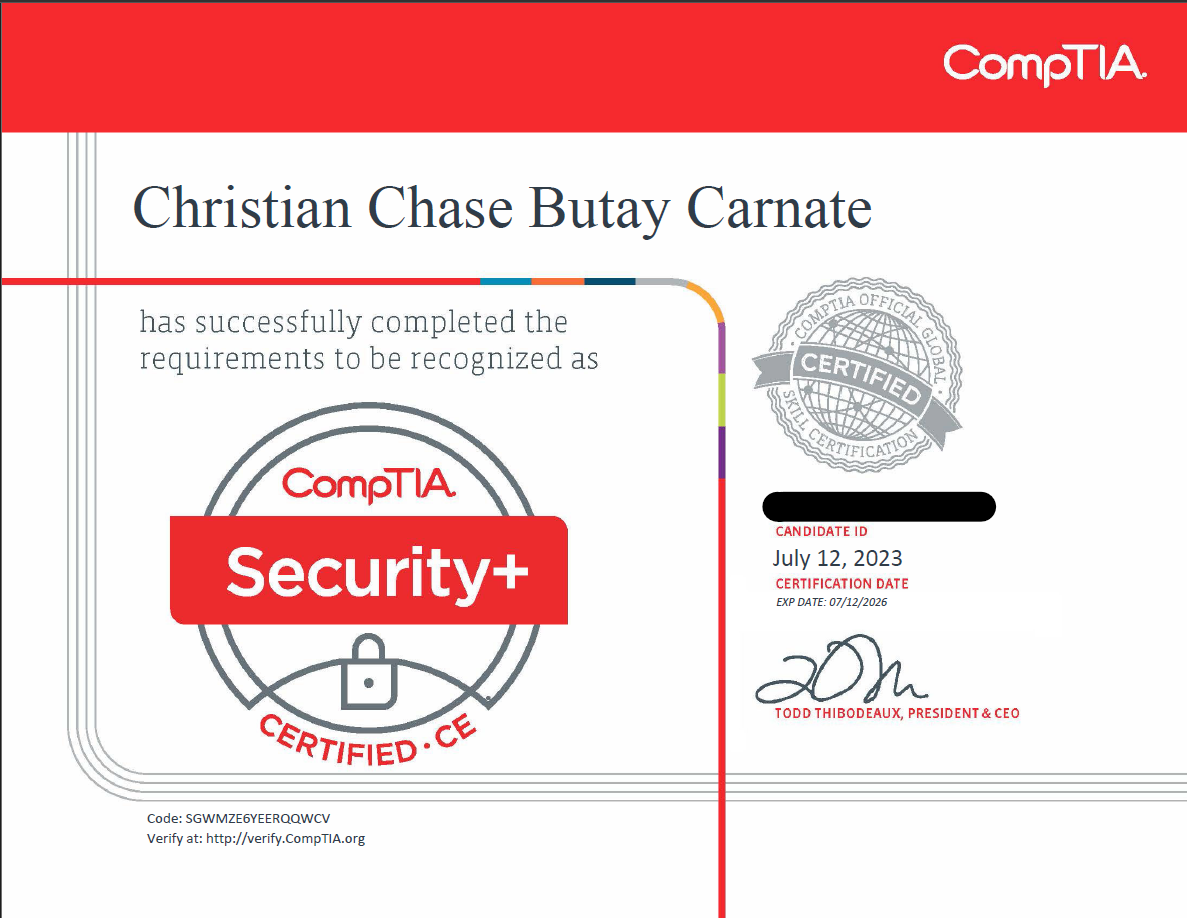 CompTIA.
Christian Chase Butay Carnate
has successfully completed the
requirements to be recognized as
COMPTIA OFFICIAL GLOBAL
CERTIFIED
SKILL CERTIFICATION
CompTIA.
Security+
CERTIFIED · CE
CANDIDATE ID
July 12, 2023
CERTIFICATION DATE
EXP DATE: 07/12/2026
TODD THIBODEAUX, PRESIDENT & CEO
Code: SGWMZE6YEERQQWCV
Verify at: http://verify.CompTIA.org